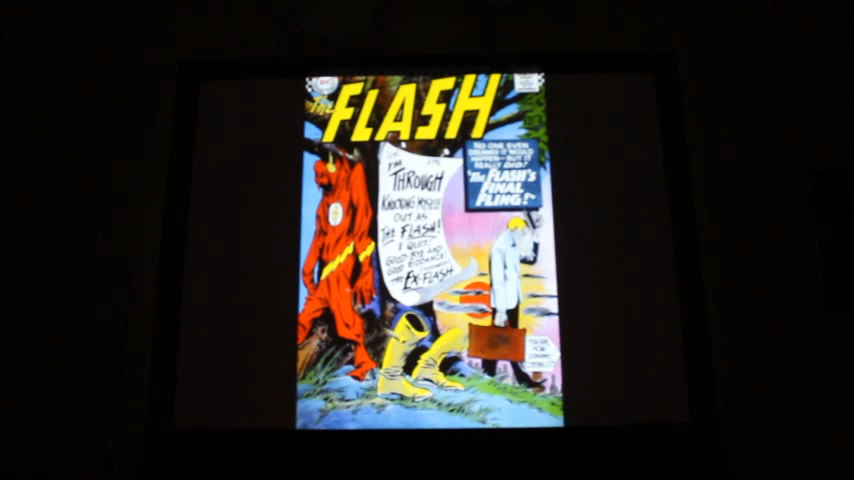 The
FLASH
NO ONE EVEN
DREAMED IT WOULD
HAPPEN—BUT IT
REALLY DID!
"The FLASH'S
FINAL
FLING!"
I'M
THROUGH
KNOCKING MYSELF
OUT AS
THE FLASH!
I QUIT!
GOOD-BYE AND
GOOD RIDDANCE!
THE EX-FLASH